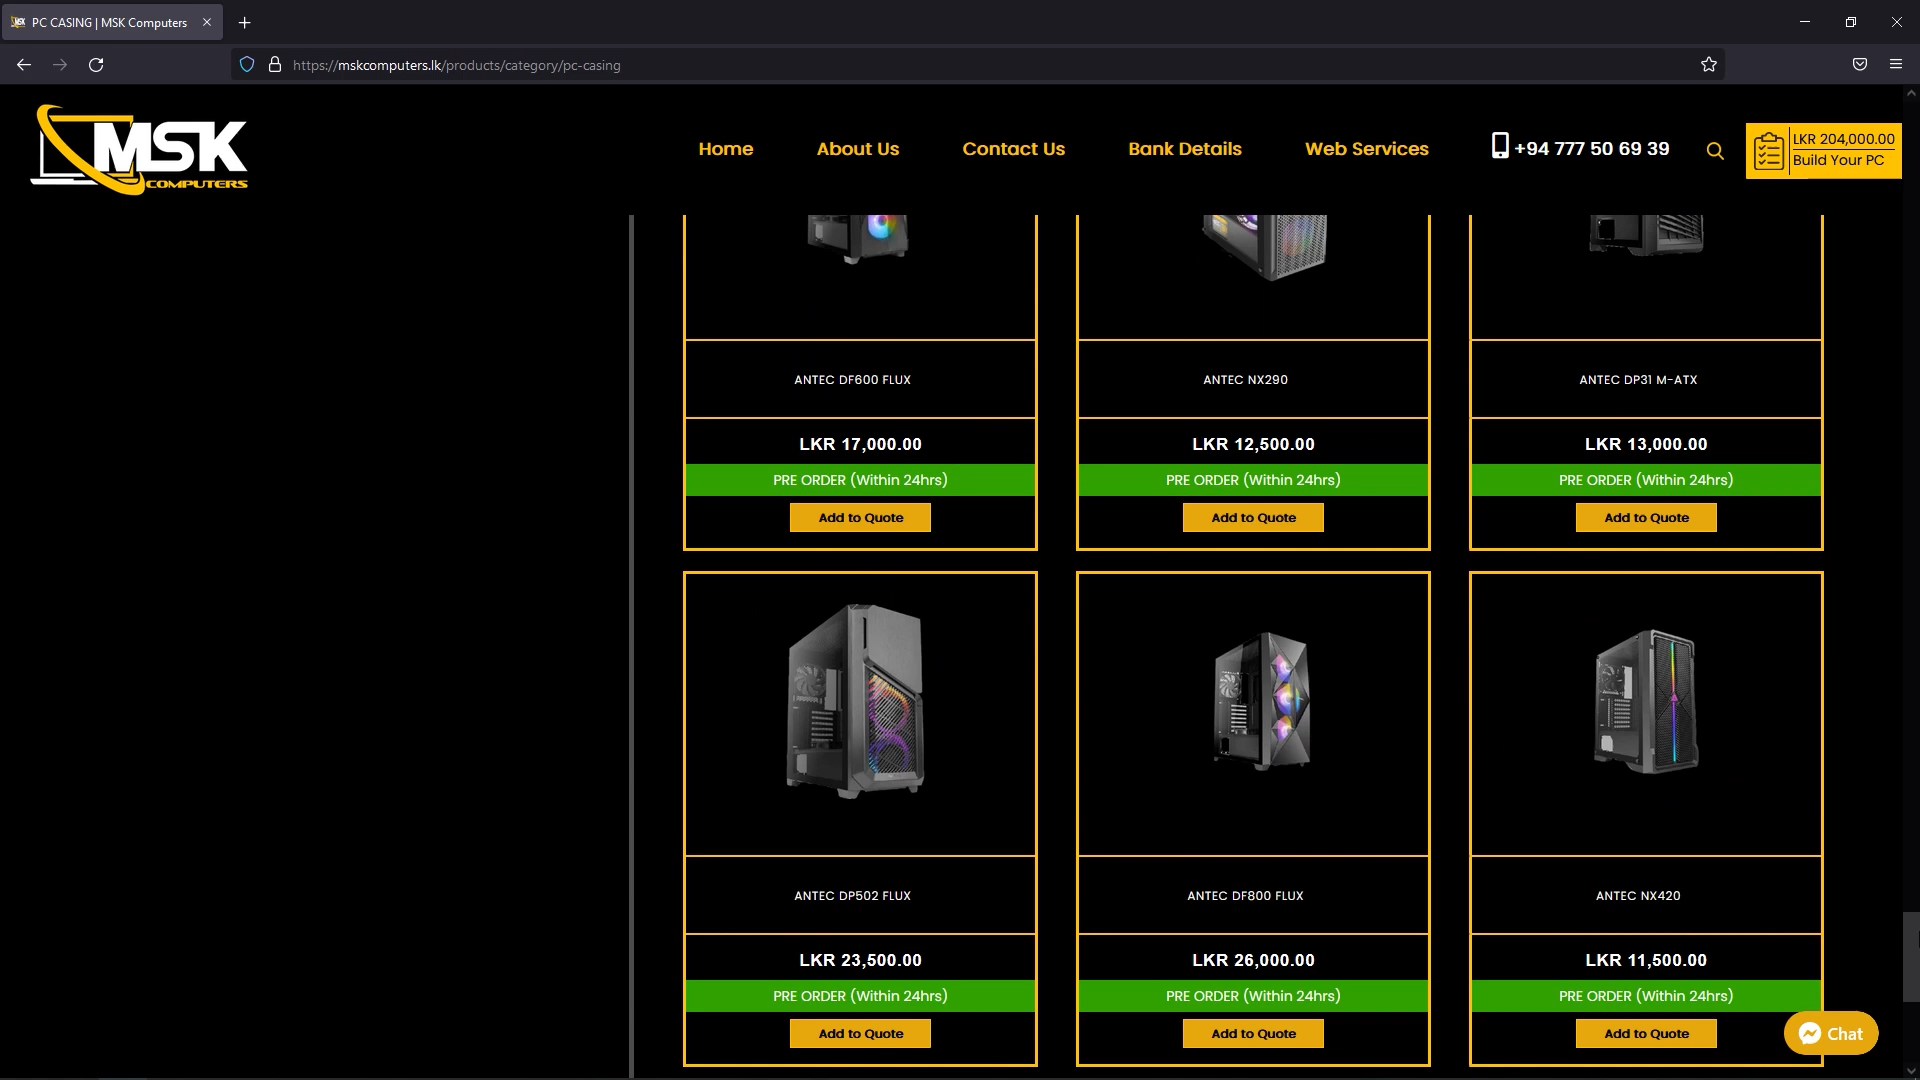 PC CASING | MSK Computers
https://mskcomputers.lk/products/category/pc-casing
MSK
COMPUTERS
Home
About Us
Contact Us
Bank Details
Web Services
+94 777 50 69 39
LKR 204,000.00
Build Your PC
ANTEC DF600 FLUX
ANTEC NX290
ANTEC DP31 M-ATX
LKR 17,000.00
LKR 12,500.00
LKR 13,000.00
PRE ORDER (Within 24hrs)
PRE ORDER (Within 24hrs)
PRE ORDER (Within 24hrs)
Add to Quote
Add to Quote
Add to Quote
ANTEC DP502 FLUX
ANTEC DF800 FLUX
ANTEC NX420
LKR 23,500.00
LKR 26,000.00
LKR 11,500.00
PRE ORDER (Within 24hrs)
PRE ORDER (Within 24hrs)
PRE ORDER (Within 24hrs)
Add to Quote
Add to Quote
Add to Quote
Chat